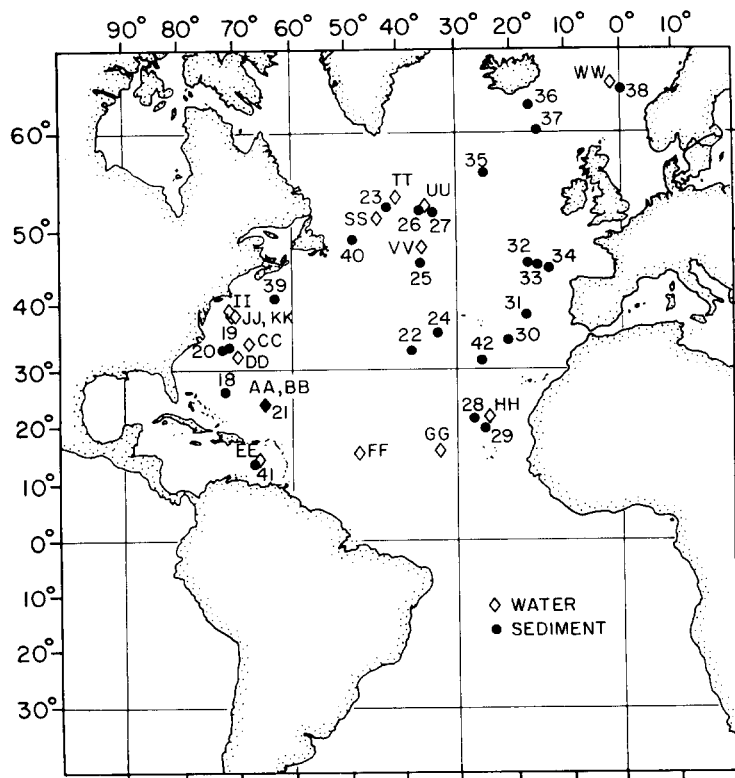 90° 80° 70° 60° 50° 40° 30° 20° 10° 0° 10°
WW
38
36
37
60°
35
TT
23
UU
SS
26 27
50°
40
VV
25
32 34
33
39
40°
II
JJ, KK
31
19
24
30
20
CC
22
42
DD
30°
18
AA, BB
21
28 HH
20°
29
EE
FF
GG
41
10°
0°
◇ WATER
10°
● SEDIMENT
20°
30°